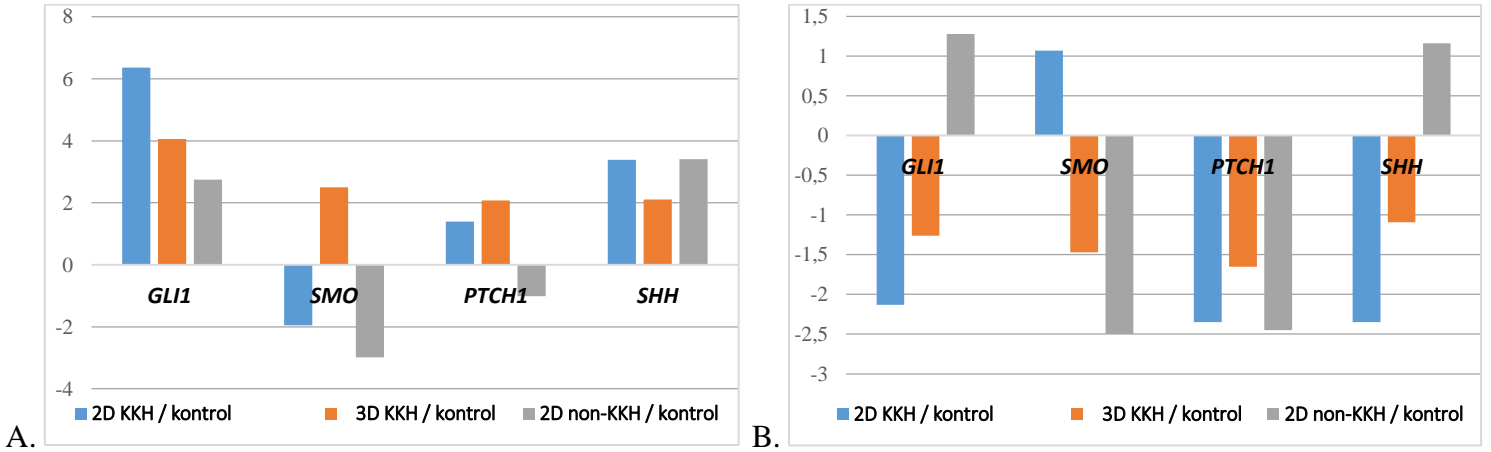 8
6
4
2
0
-2
-4
GLI1 SMO PTCH1 SHH
2D KKH / kontrol 3D KKH / kontrol 2D non-KKH / kontrol
A.
1,5
1
0,5
0
-0,5
-1
-1,5
-2
-2,5
-3
GLI1 SMO PTCH1 SHH
2D KKH / kontrol 3D KKH / kontrol 2D non-KKH / kontrol
B.